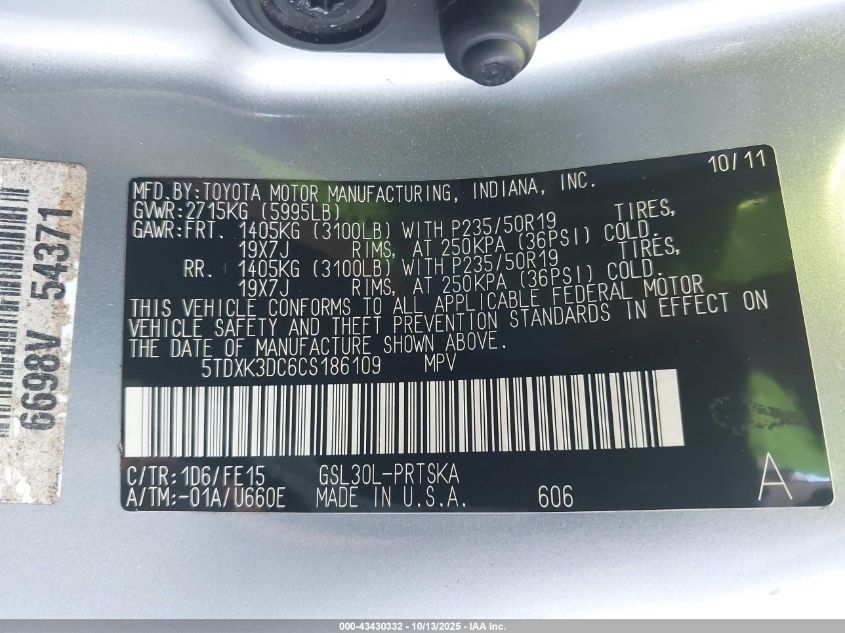 10/11
MFD. BY: TOYOTA MOTOR MANUFACTURING, INDIANA, INC.
GVWR: 2715KG (5995LB)
GAWR: FRT. 1405KG (3100LB) WITH P235/50R19 TIRES,
19X7J RIMS, AT 250KPA (36PSI) COLD.
RR. 1405KG (3100LB) WITH P235/50R19 TIRES,
19X7J RIMS, AT 250KPA (36PSI) COLD.
THIS VEHICLE CONFORMS TO ALL APPLICABLE FEDERAL MOTOR
VEHICLE SAFETY AND THEFT PREVENTION STANDARDS IN EFFECT ON
THE DATE OF MANUFACTURE SHOWN ABOVE.
5TDXK3DC6CS186109 MPV
C/TR: 1D6/FE15 GSL30L-PRTSKA
A/TM: -01A/U660E MADE IN U.S.A. 606 A
6698V 54371
000-43430332 - 10/13/2025 - IAA Inc.